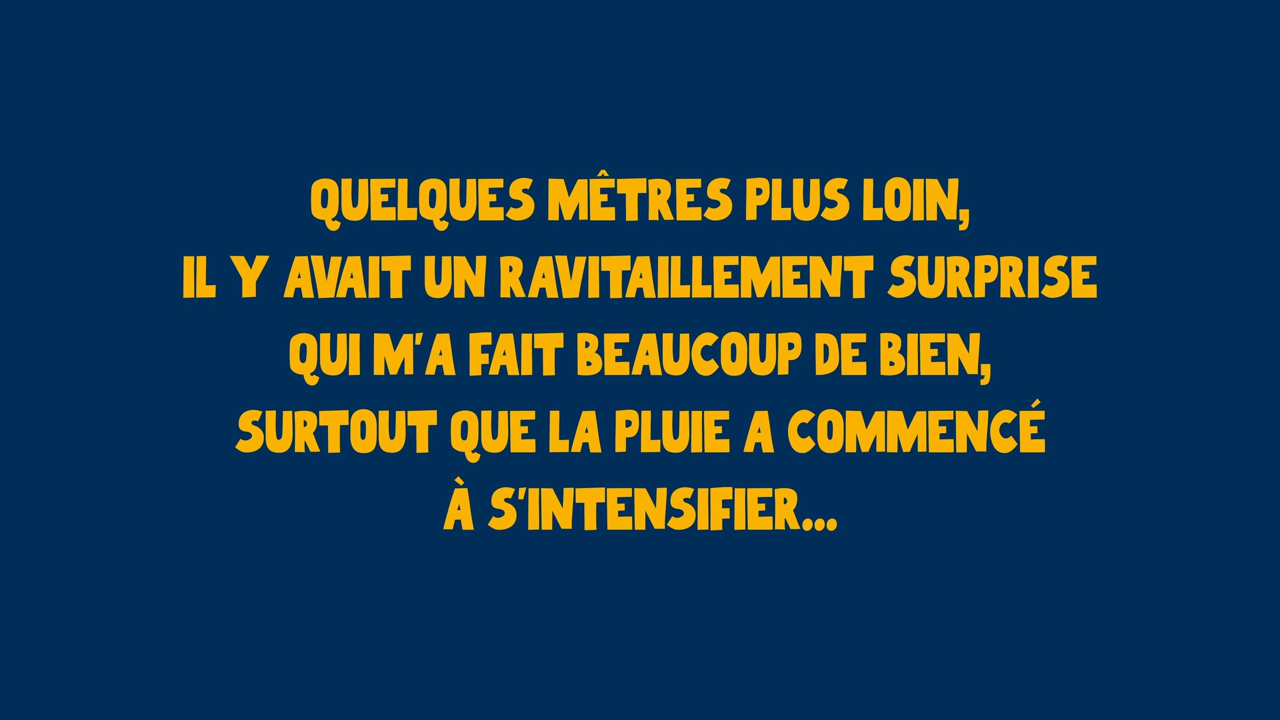 QUELQUES MÊTRES PLUS LOIN,
IL Y AVAIT UN RAVITAILLEMENT SURPRISE
QUI M'A FAIT BEAUCOUP DE BIEN,
SURTOUT QUE LA PLUIE A COMMENCÉ
À S'INTENSIFIER...